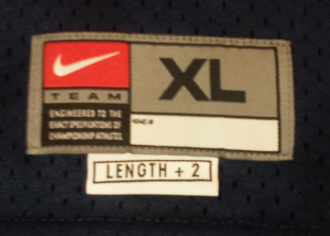 XL
TEAM
ENGINEERED TO THE
EXACT SPECIFICATIONS OF
CHAMPIONSHIP ATHLETES.
LENGTH + 2